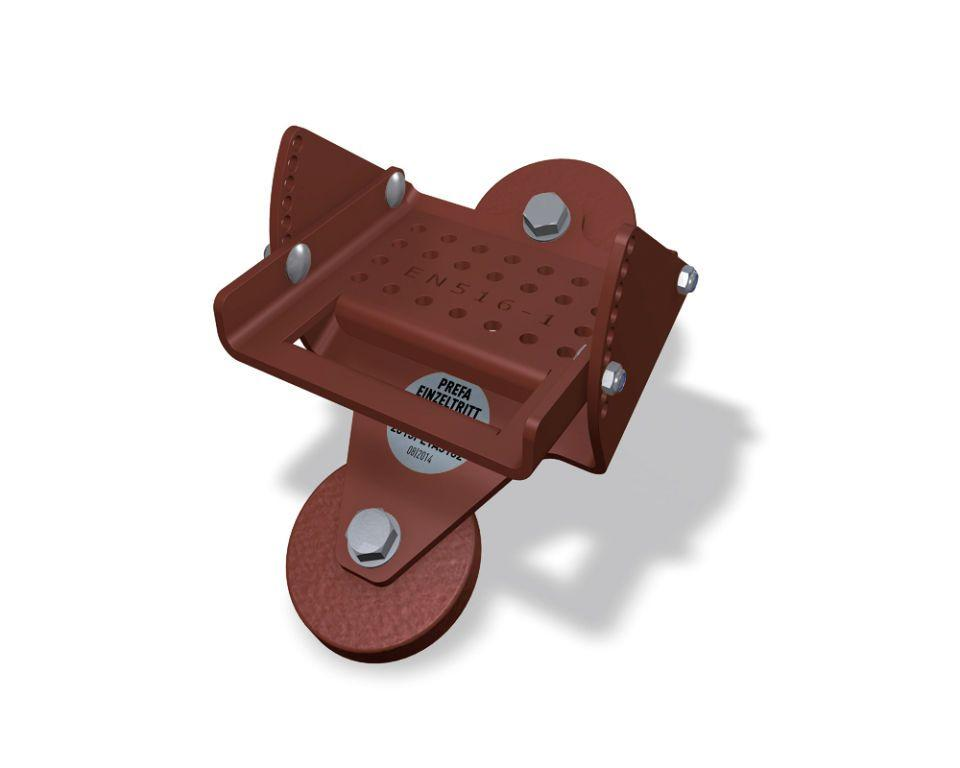 EN516-1
PREFA
EINZELTRITT
08|2014